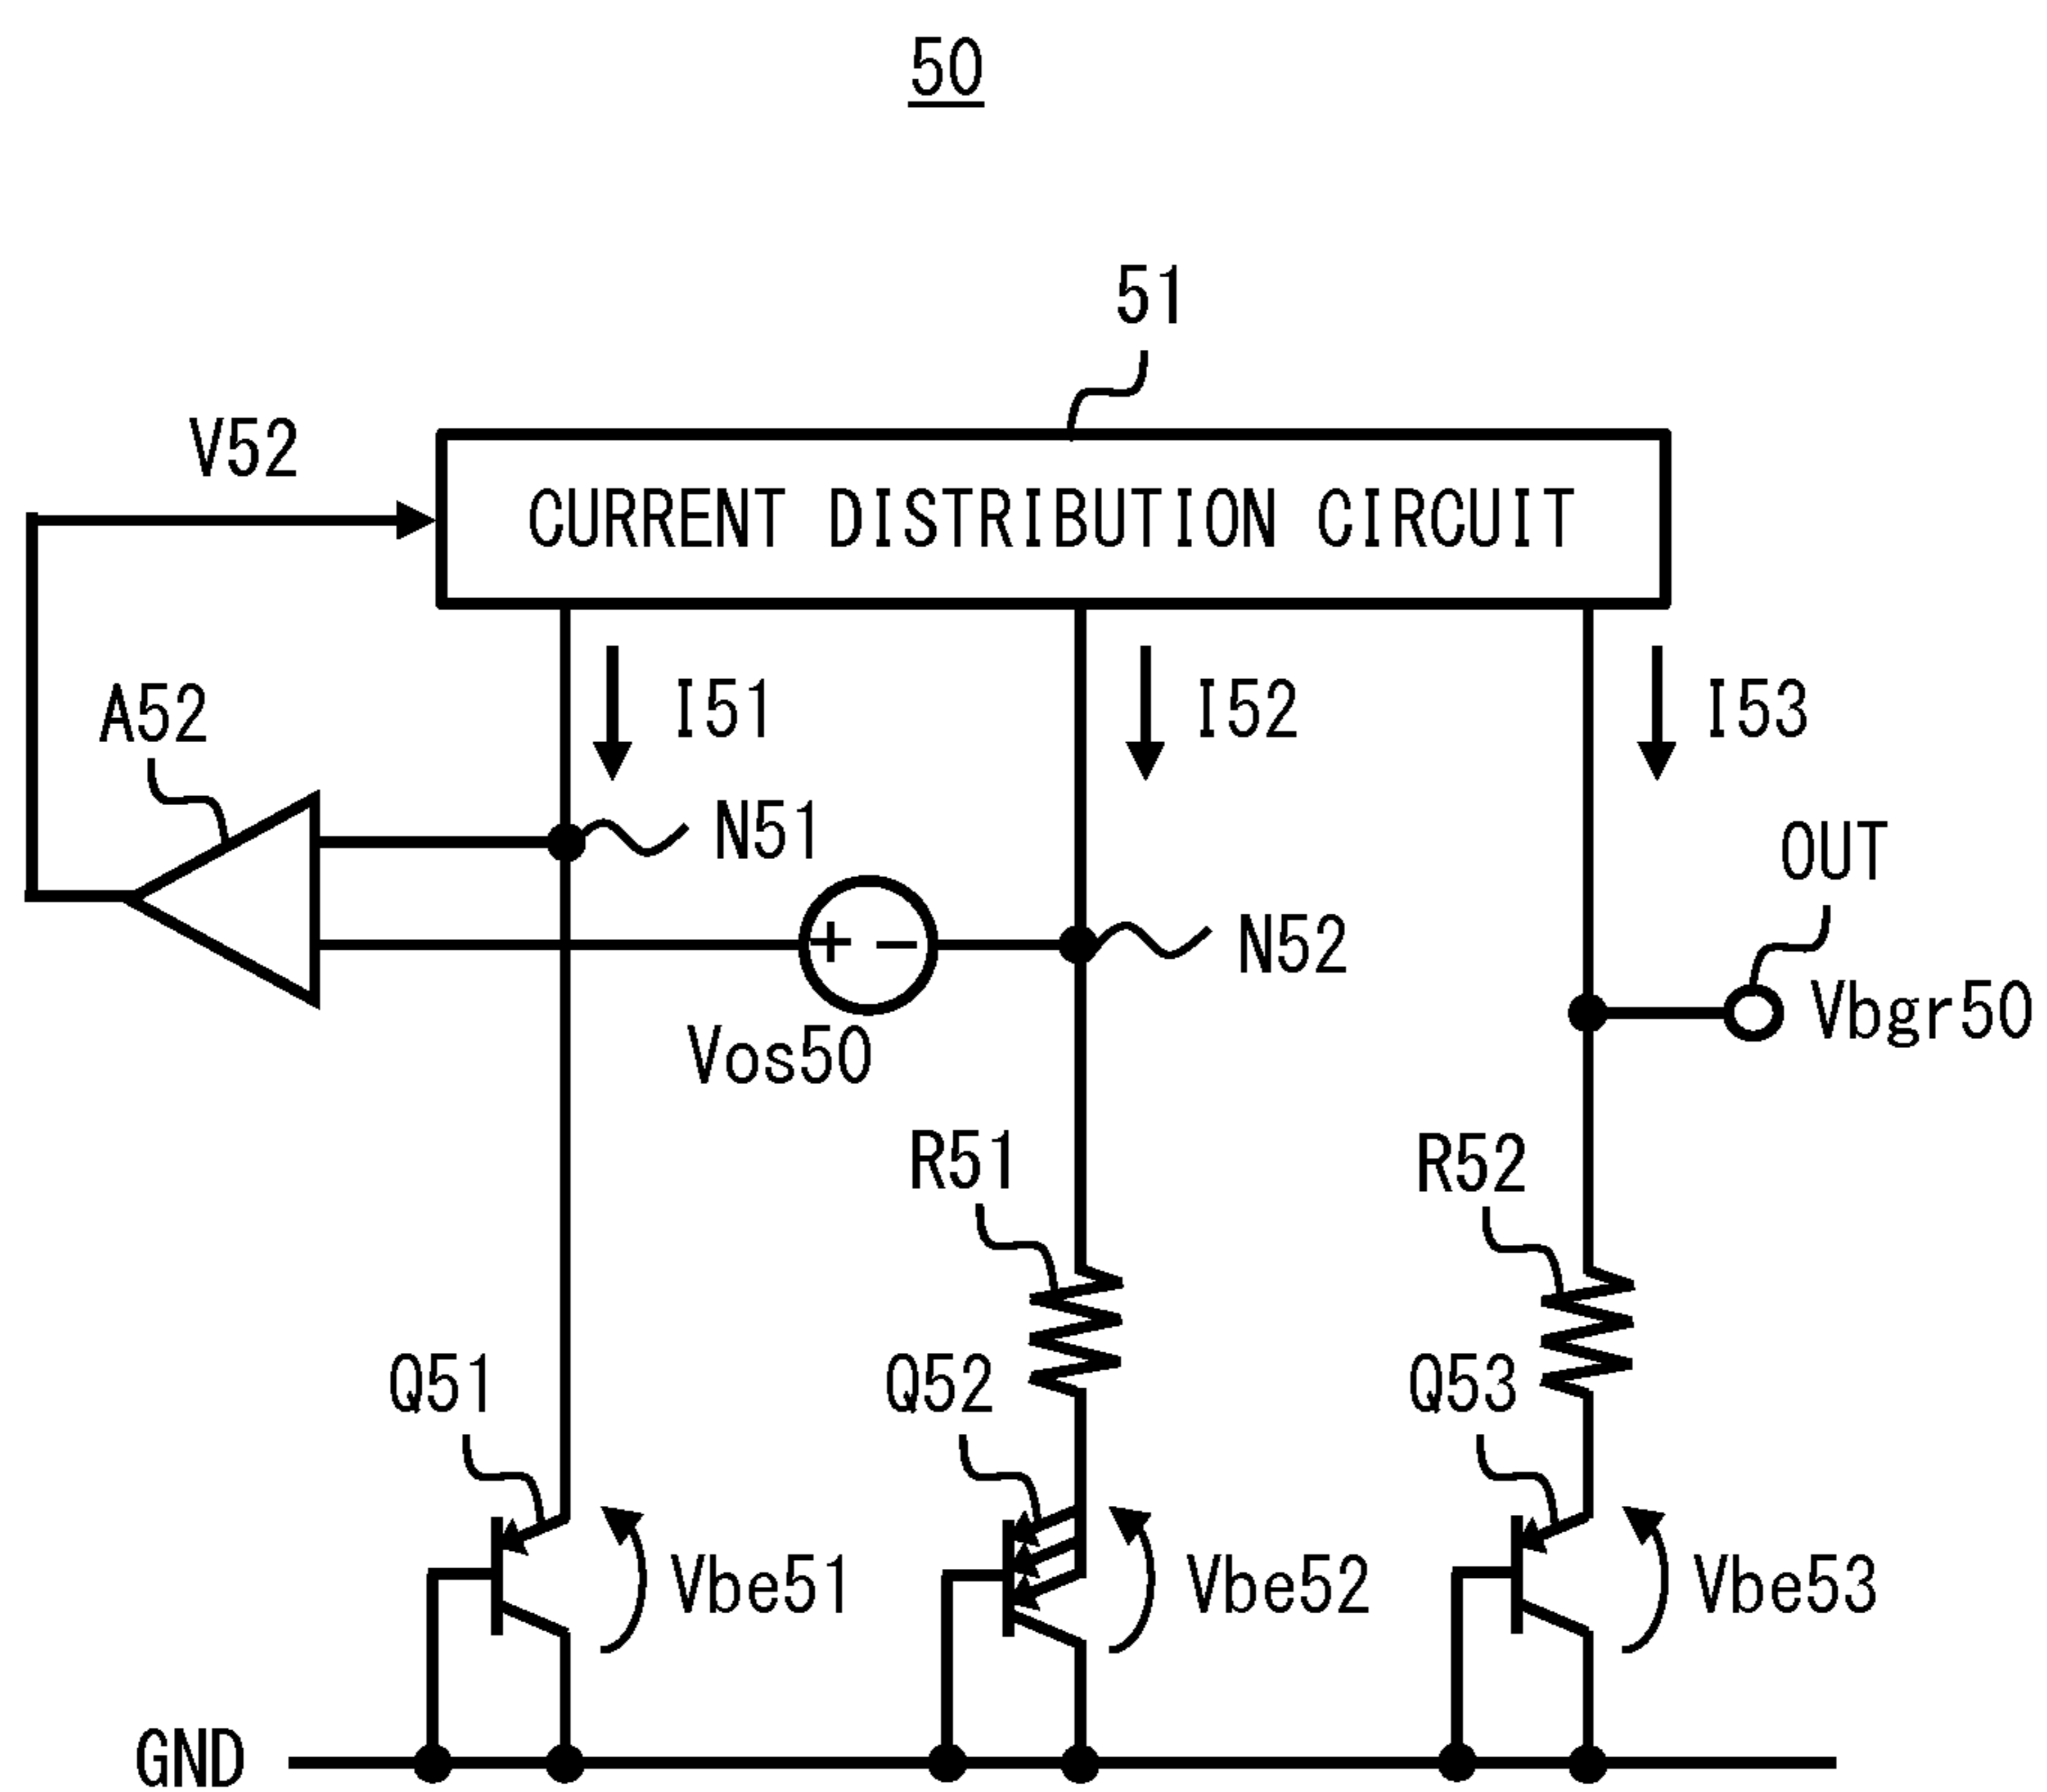 50
51
V52
CURRENT DISTRIBUTION CIRCUIT
A52
I51
I52
I53
N51
OUT
N52
+ -
Vbgr50
Vos50
R51
R52
Q51
Q52
Q53
Vbe51
Vbe52
Vbe53
GND